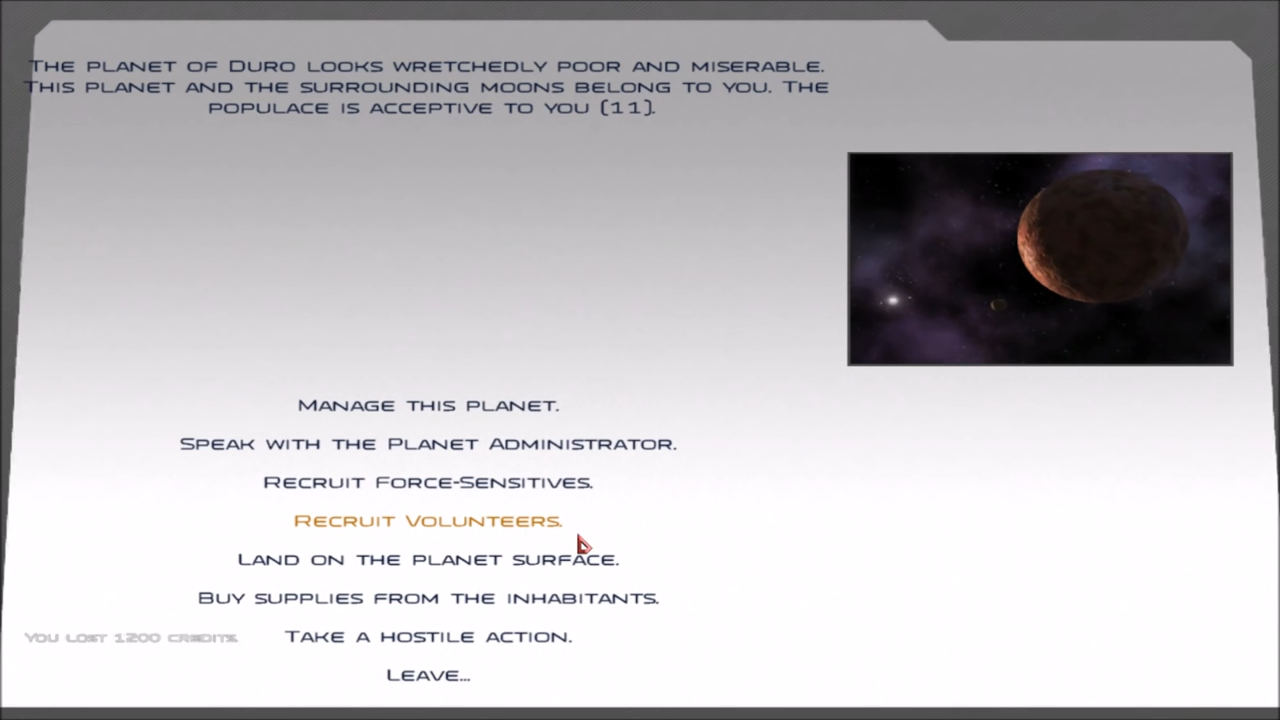 The planet of Duro looks wretchedly poor and miserable.
This planet and the surrounding moons belong to you. The
populace is acceptive to you (11).
Manage this planet.
Speak with the Planet Administrator.
Recruit Force-Sensitives.
Recruit Volunteers.
Land on the planet surface.
Buy supplies from the inhabitants.
You lost 1200 credits.
Take a hostile action.
Leave...